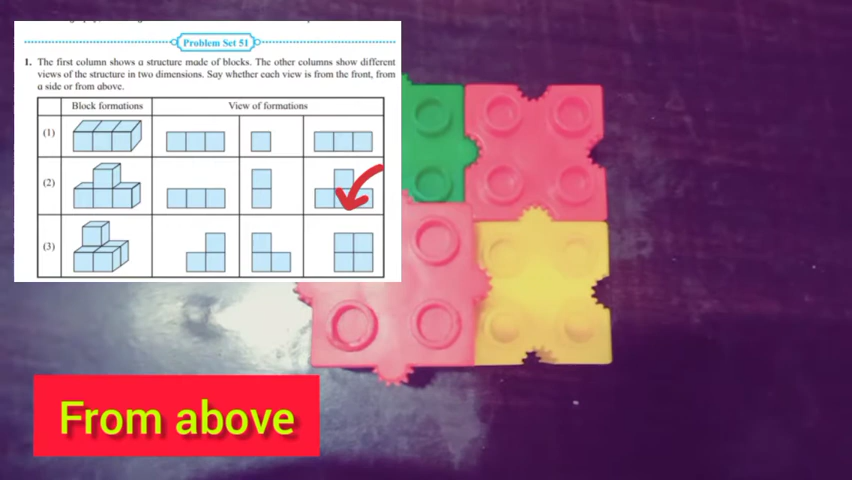 Problem Set 51
1. The first column shows a structure made of blocks. The other columns show different
views of the structure in two dimensions. Say whether each view is from the front, from
a side or from above.
Block formations View of formations
(1)
(2)
(3)
From above